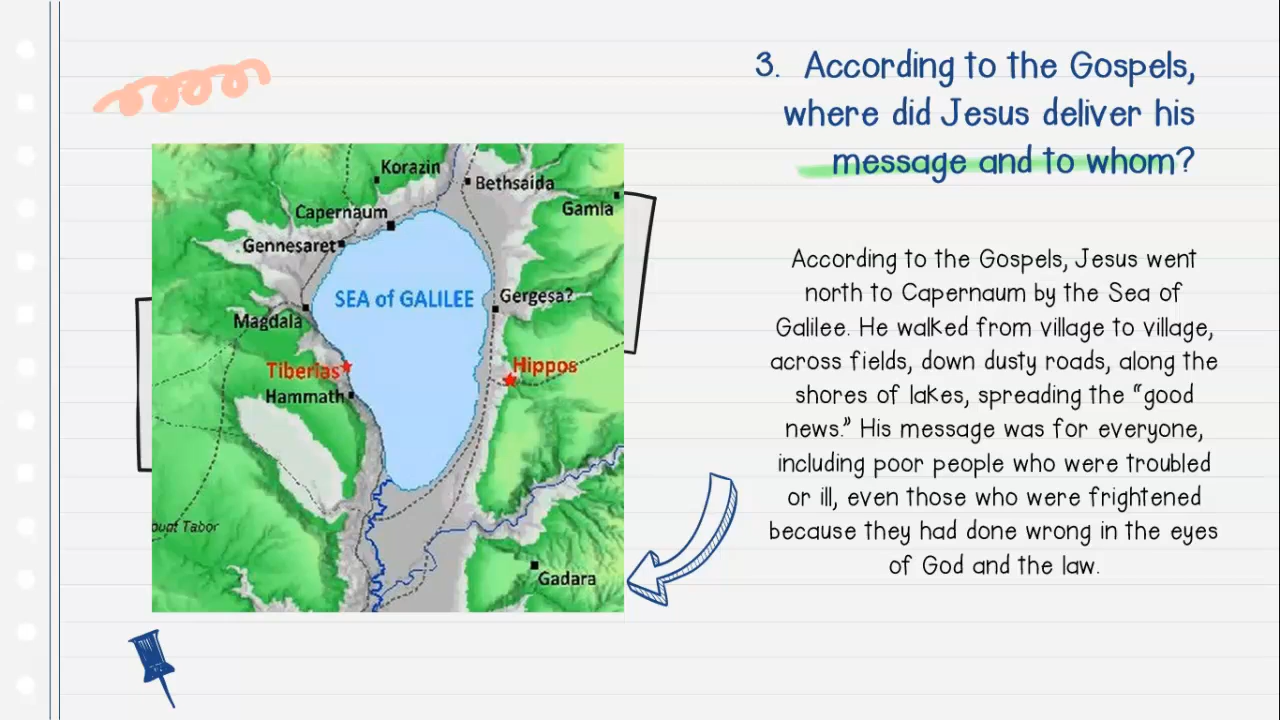 3. According to the Gospels,
where did Jesus deliver his
message and to whom?
Korazin
Bethsaida
Gamla
Capernaum
Gennesaret
SEA of GALILEE
Gergesa?
Magdala
Tiberias
Hippos
Hammath
Tabor
Gadara
According to the Gospels, Jesus went
north to Capernaum by the Sea of
Galilee. He walked from village to village,
across fields, down dusty roads, along the
shores of lakes, spreading the “good
news.” His message was for everyone,
including poor people who were troubled
or ill, even those who were frightened
because they had done wrong in the eyes
of God and the law.